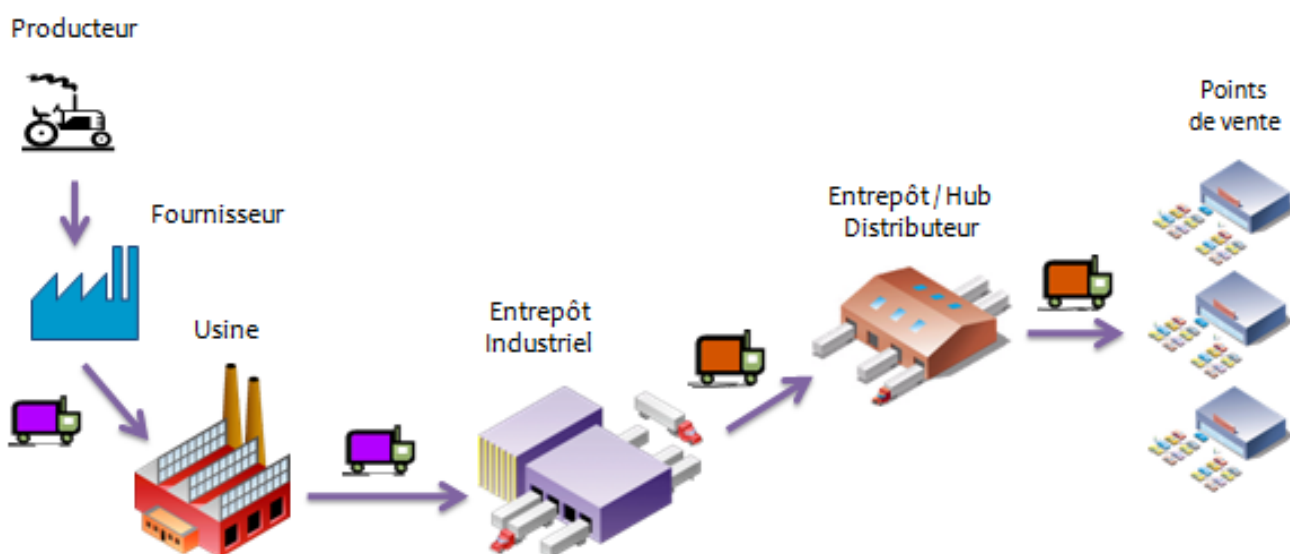 Producteur
Fournisseur
Usine
Entrepôt
Industriel
Entrepôt / Hub
Distributeur
Points
de vente